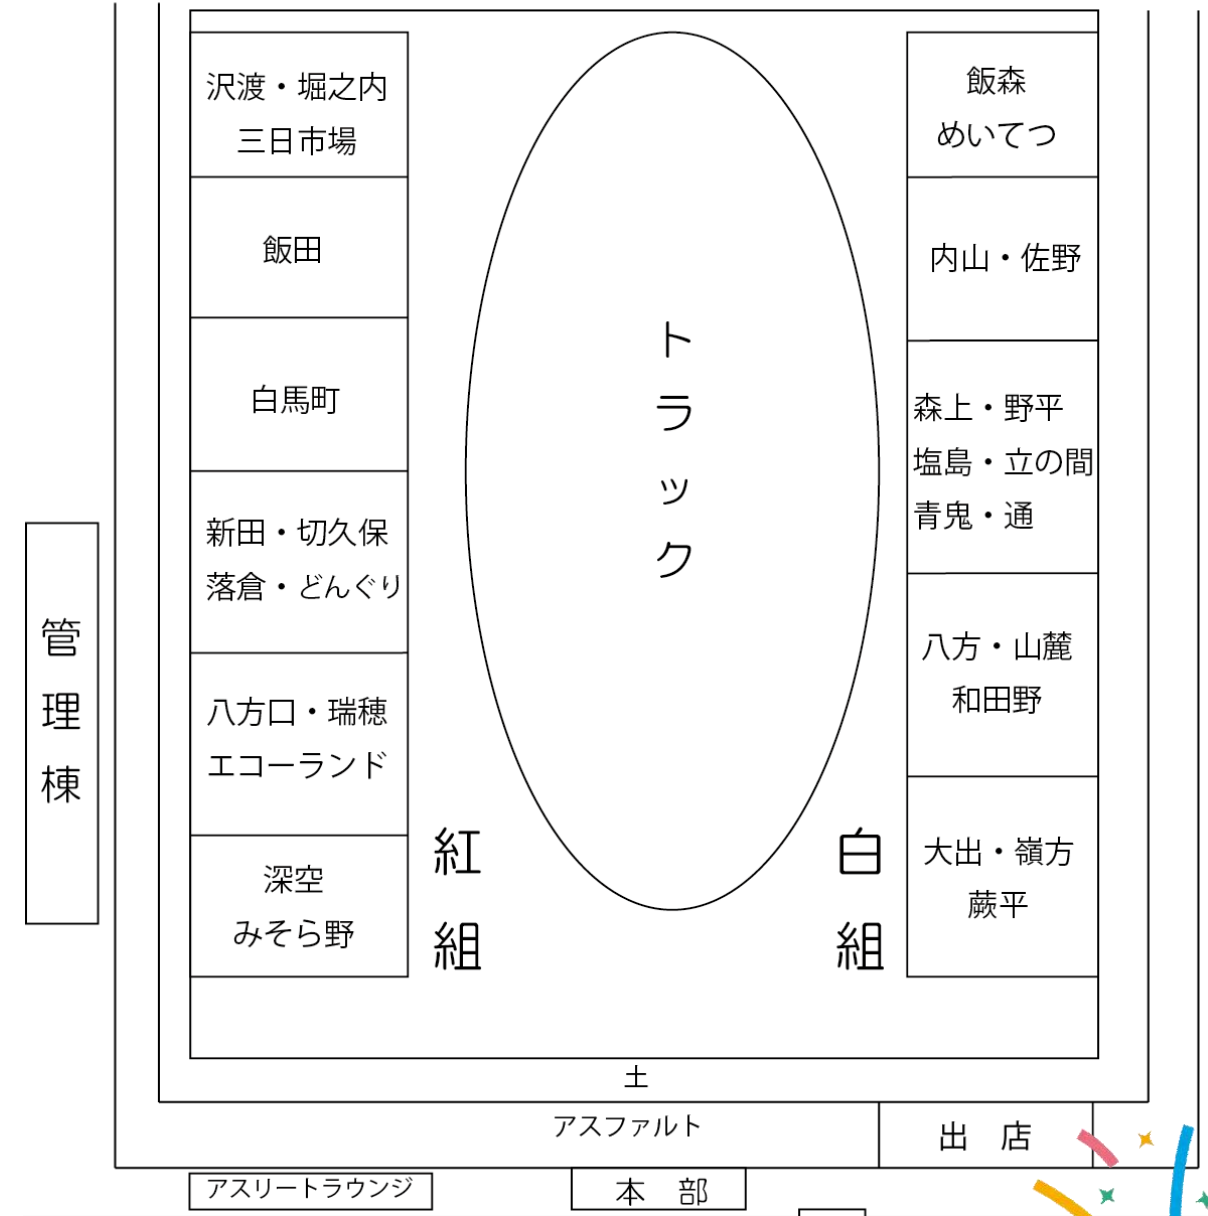 沢渡・堀之内
三日市場
飯田
白馬町
新田・切久保
落倉・どんぐり
八方口・瑞穂
エコーランド
深空
みそら野
紅組
トラック
白組
飯森
めいてつ
内山・佐野
森上・野平
塩島・立の間
青鬼・通
八方・山麓
和田野
大出・嶺方
蕨平
管理棟
土
アスファルト
出 店
アスリートラウンジ
本 部